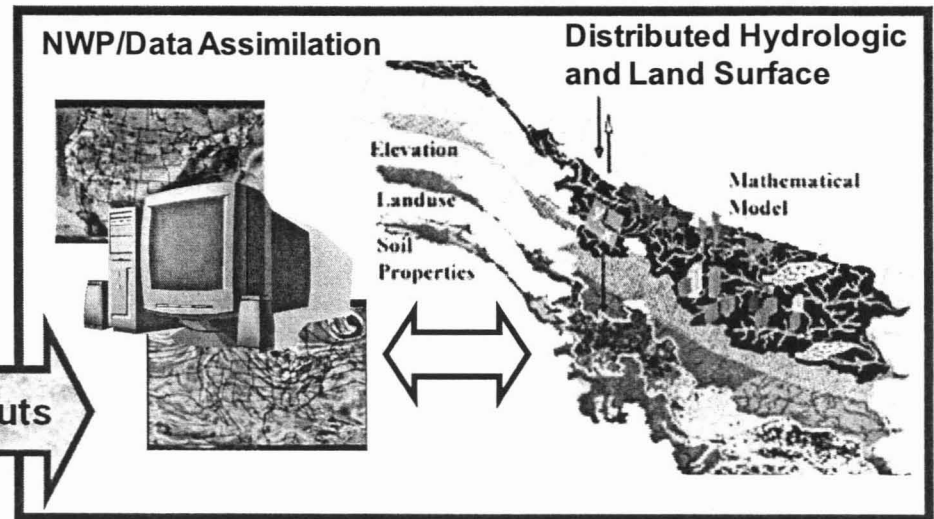 NWP/Data Assimilation
Distributed Hydrologic
and Land Surface
Elevation
Landuse
Soil
Properties
Mathematical
Model
uts